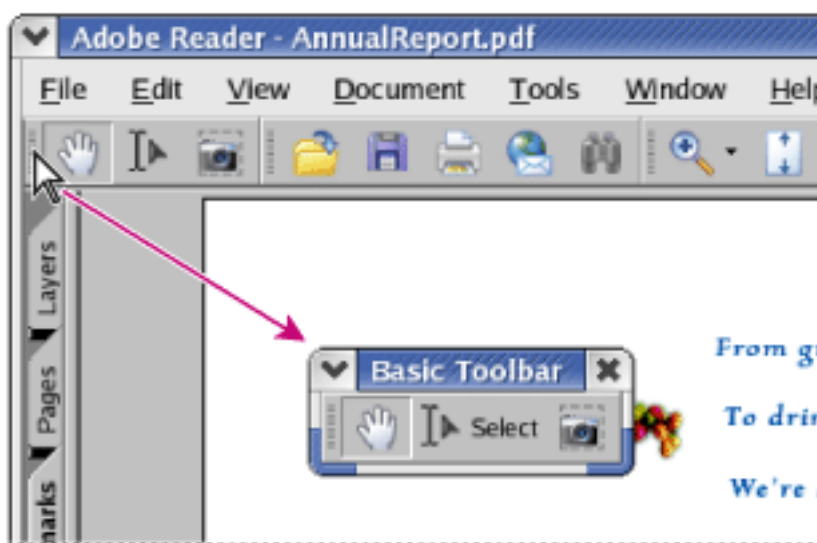 Adobe Reader - AnnualReport.pdf
File Edit View Document Tools Window
Layers
Pages
Basic Toolbar
Select
From
To
We're